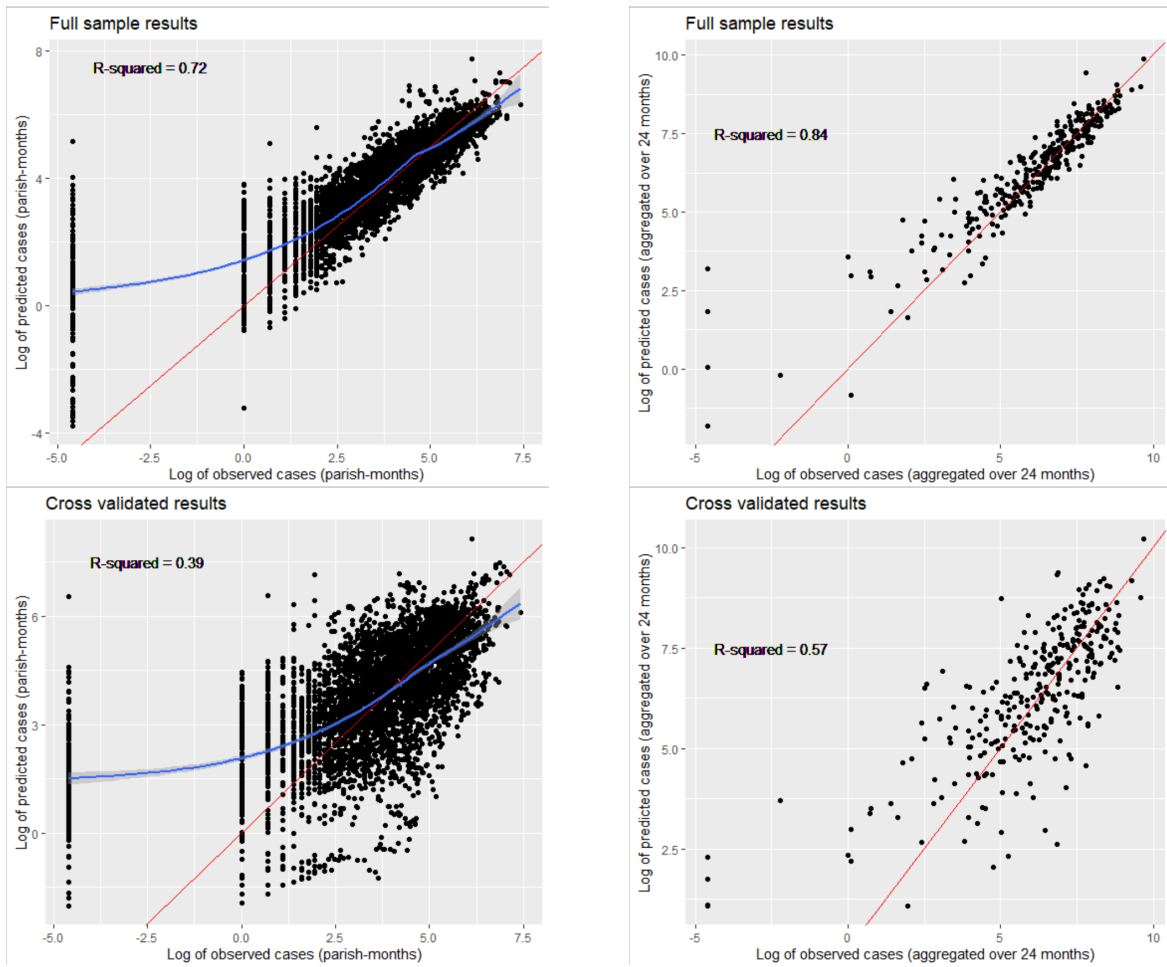 Full sample results
R-squared = 0.72
Log of predicted cases (parish-months)
8
4
0
-4
-5.0
-2.5
0.0
2.5
5.0
7.5
Log of observed cases (parish-months)
Full sample results
R-squared = 0.84
Log of predicted cases (aggregated over 24 months)
10.0
7.5
5.0
2.5
0.0
-5
0
5
10
Log of observed cases (aggregated over 24 months)
Cross validated results
R-squared = 0.39
Log of predicted cases (parish-months)
6
3
0
-5.0
-2.5
0.0
2.5
5.0
7.5
Log of observed cases (parish-months)
Cross validated results
R-squared = 0.57
Log of predicted cases (aggregated over 24 months)
10.0
7.5
5.0
2.5
-5
0
5
10
Log of observed cases (aggregated over 24 months)